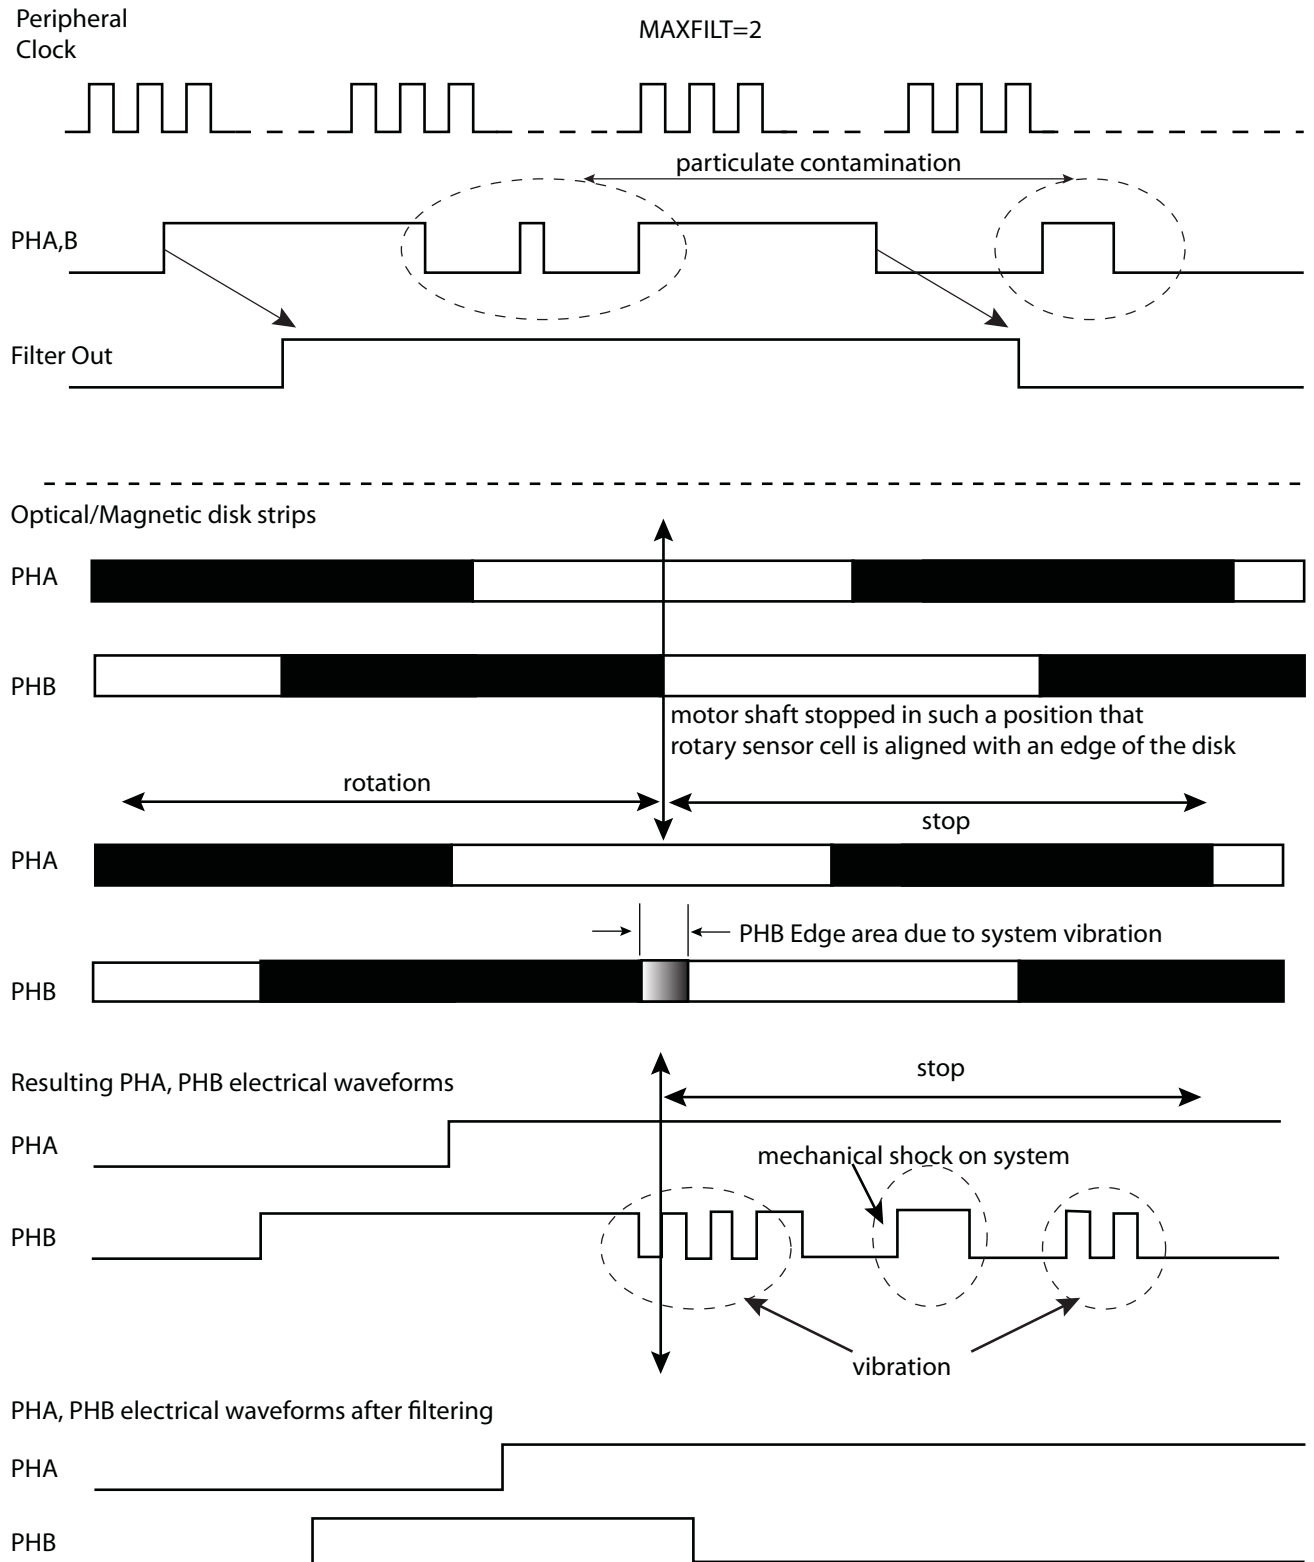 Peripheral
Clock
MAXFILT=2
particulate contamination
PHA,B
Filter Out
Optical/Magnetic disk strips
PHA
PHB
motor shaft stopped in such a position that
rotary sensor cell is aligned with an edge of the disk
rotation
stop
PHA
PHB Edge area due to system vibration
PHB
Resulting PHA, PHB electrical waveforms
stop
PHA
mechanical shock on system
PHB
vibration
PHA, PHB electrical waveforms after filtering
PHA
PHB